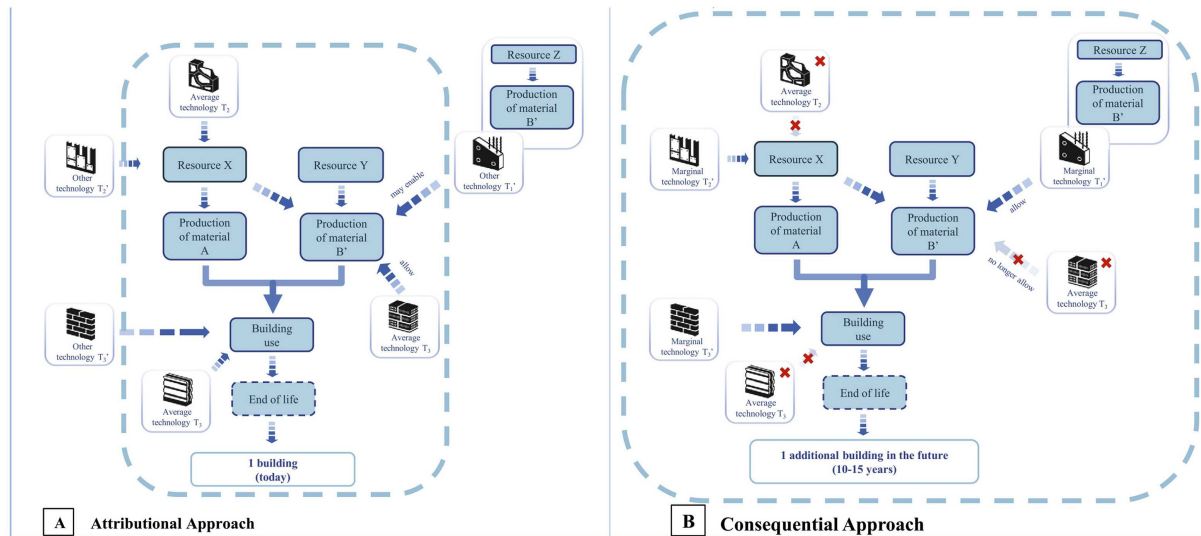 Average
technology T₂
Resource Z
Production
of material
B’
Other
technology T₂’
Resource X
Resource Y
Other
technology T₁’
may enable
Production
of material
A
Production
of material
B’
allow
Other
technology T₃’
Building
use
Average
technology T₃
Average
technology T₃
End of life
1 building
(today)
A Attributional Approach
Average
technology T₂
Resource Z
Production
of material
B’
Marginal
technology T₂’
Resource X
Resource Y
Marginal
technology T₁’
allow
Production
of material
A
Production
of material
B’
no longer allow
Average
technology T₃
Marginal
technology T₃’
Building
use
Average
technology T₃
End of life
1 additional building in the future
(10-15 years)
B Consequential Approach